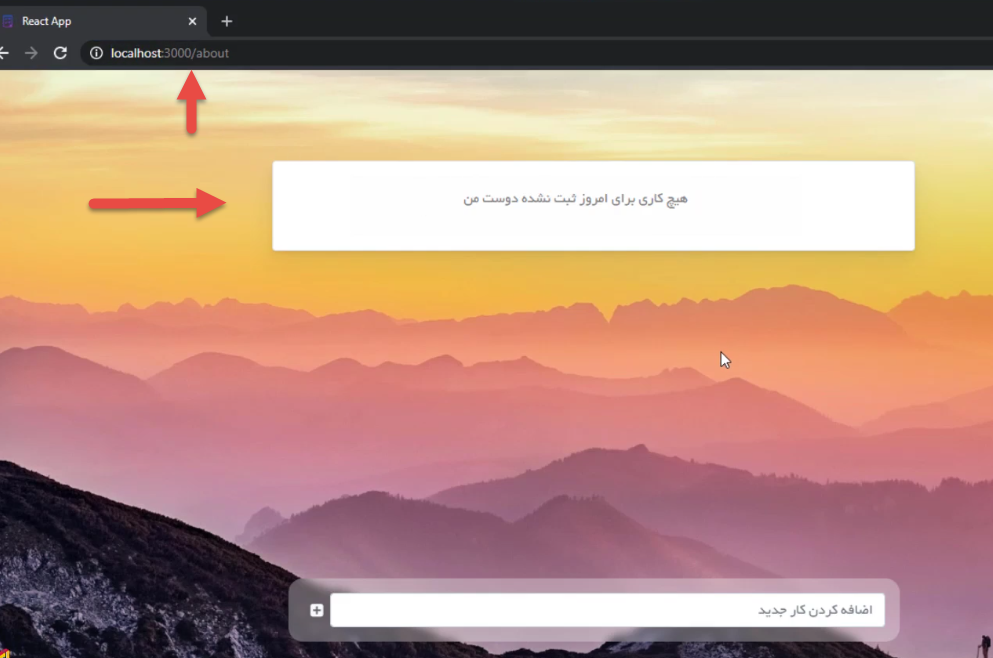 React App
localhost:3000/about
هیچ کاری برای امروز ثبت نشده دوست من
اضافه کردن کار جدید